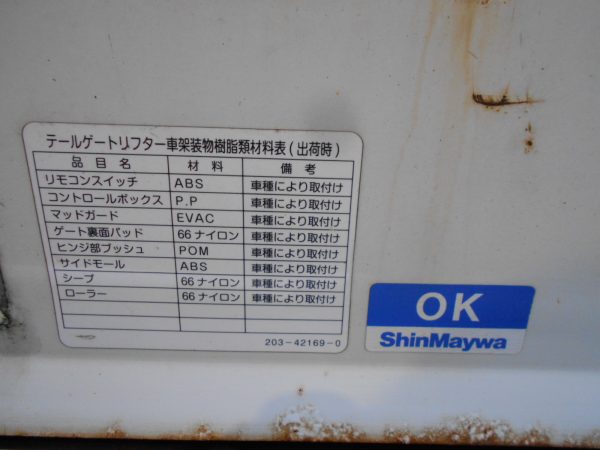 テールゲートリフター車架装物樹脂類材料表(出荷時)
品目名 材料 備考
リモコンスイッチ ABS 車種により取付け
コントロールボックス P.P 車種により取付け
マッドガード EVAC 車種により取付け
ゲート裏面パッド 66ナイロン 車種により取付け
ヒンジ部ブッシュ POM 車種により取付け
サイドモール ABS 車種により取付け
シーブ 66ナイロン 車種により取付け
ローラー 66ナイロン 車種により取付け
203-42169-0
OK
ShinMaywa